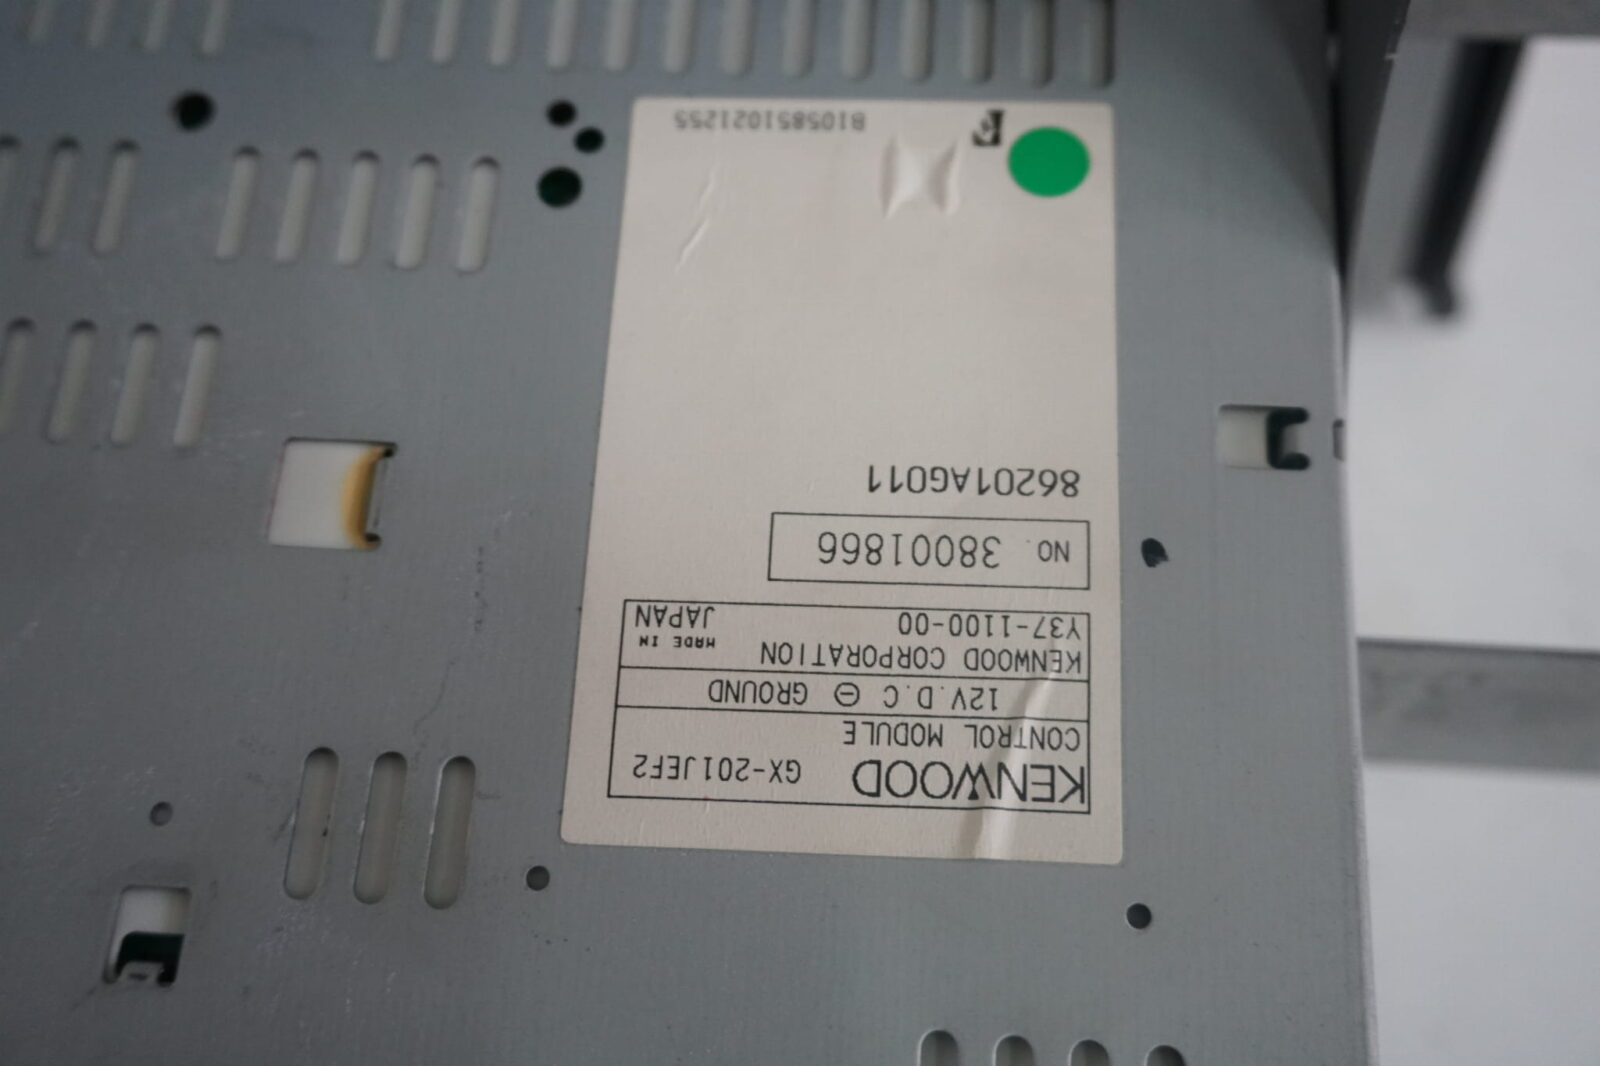 KENWOOD GX-201JEF2
CONTROL MODULE
12V.D.C ⊖ GROUND
KENWOOD CORPORATION MADE IN
Y37-1100-00 JAPAN
NO. 38001866
86201AG011
B105851021255